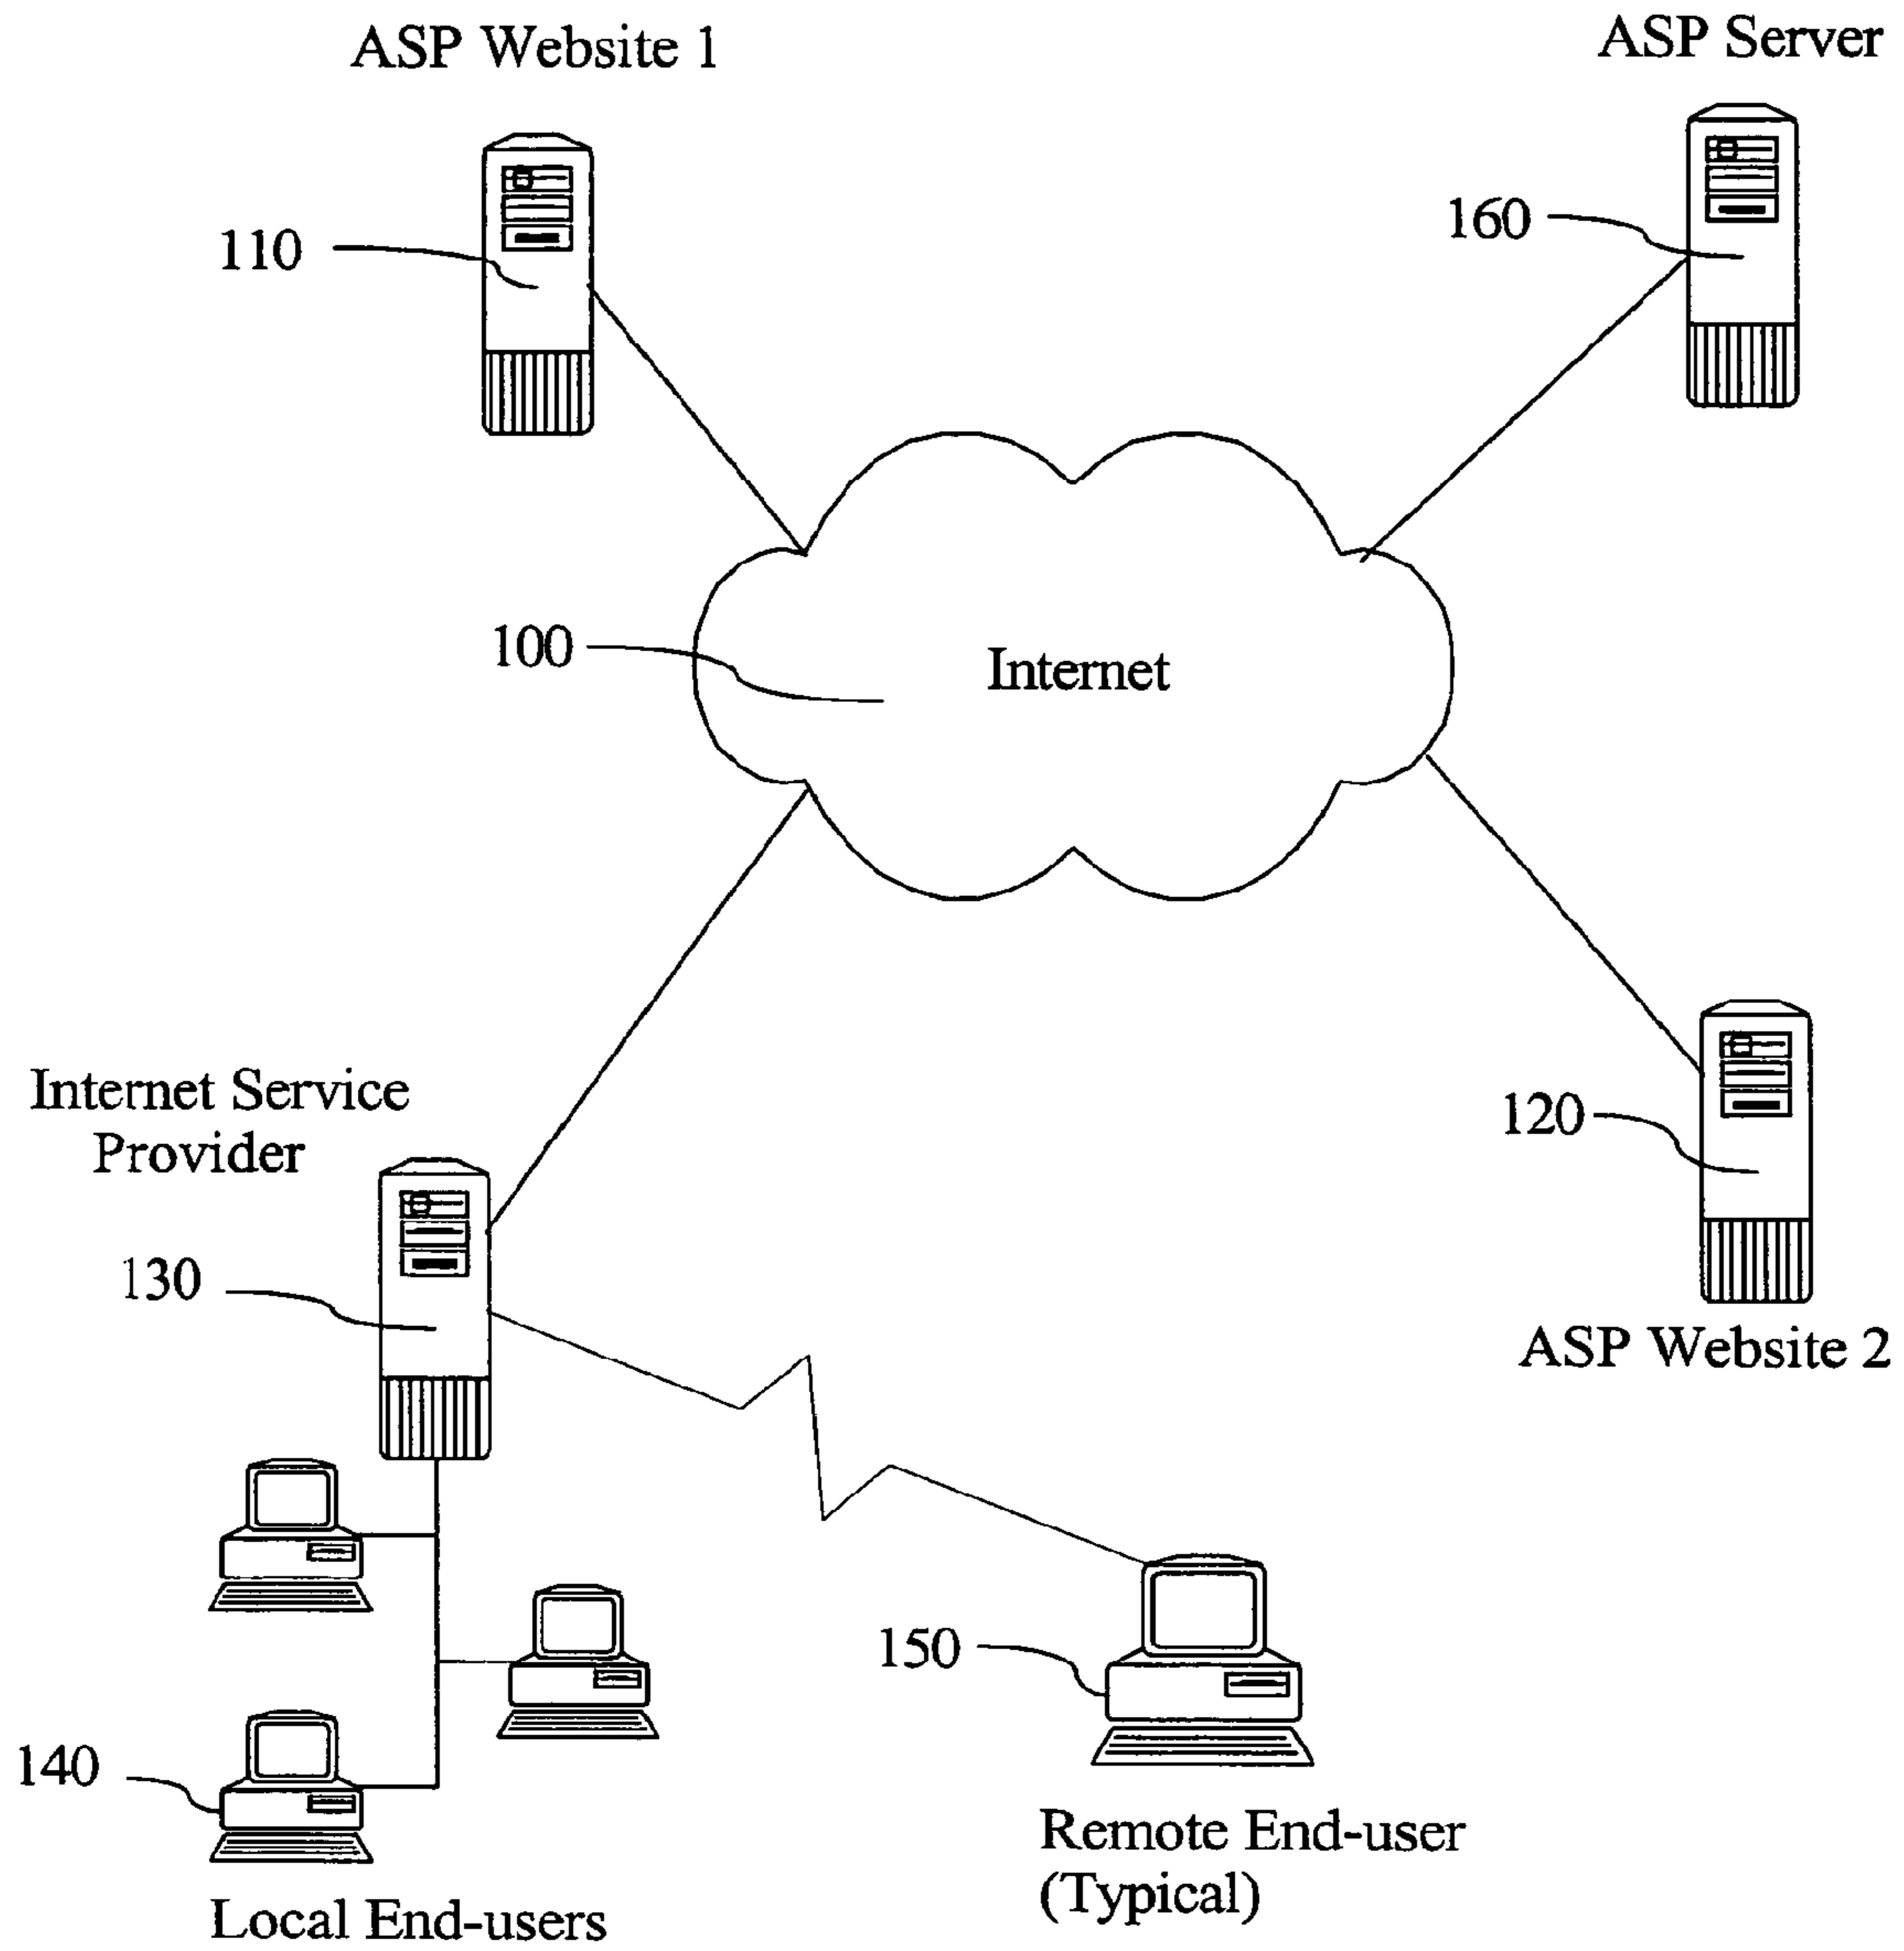 ASP Website 1
ASP Server
110
160
100
Internet
Internet Service
Provider
120
130
ASP Website 2
150
140
Remote End-user
(Typical)
Local End-users